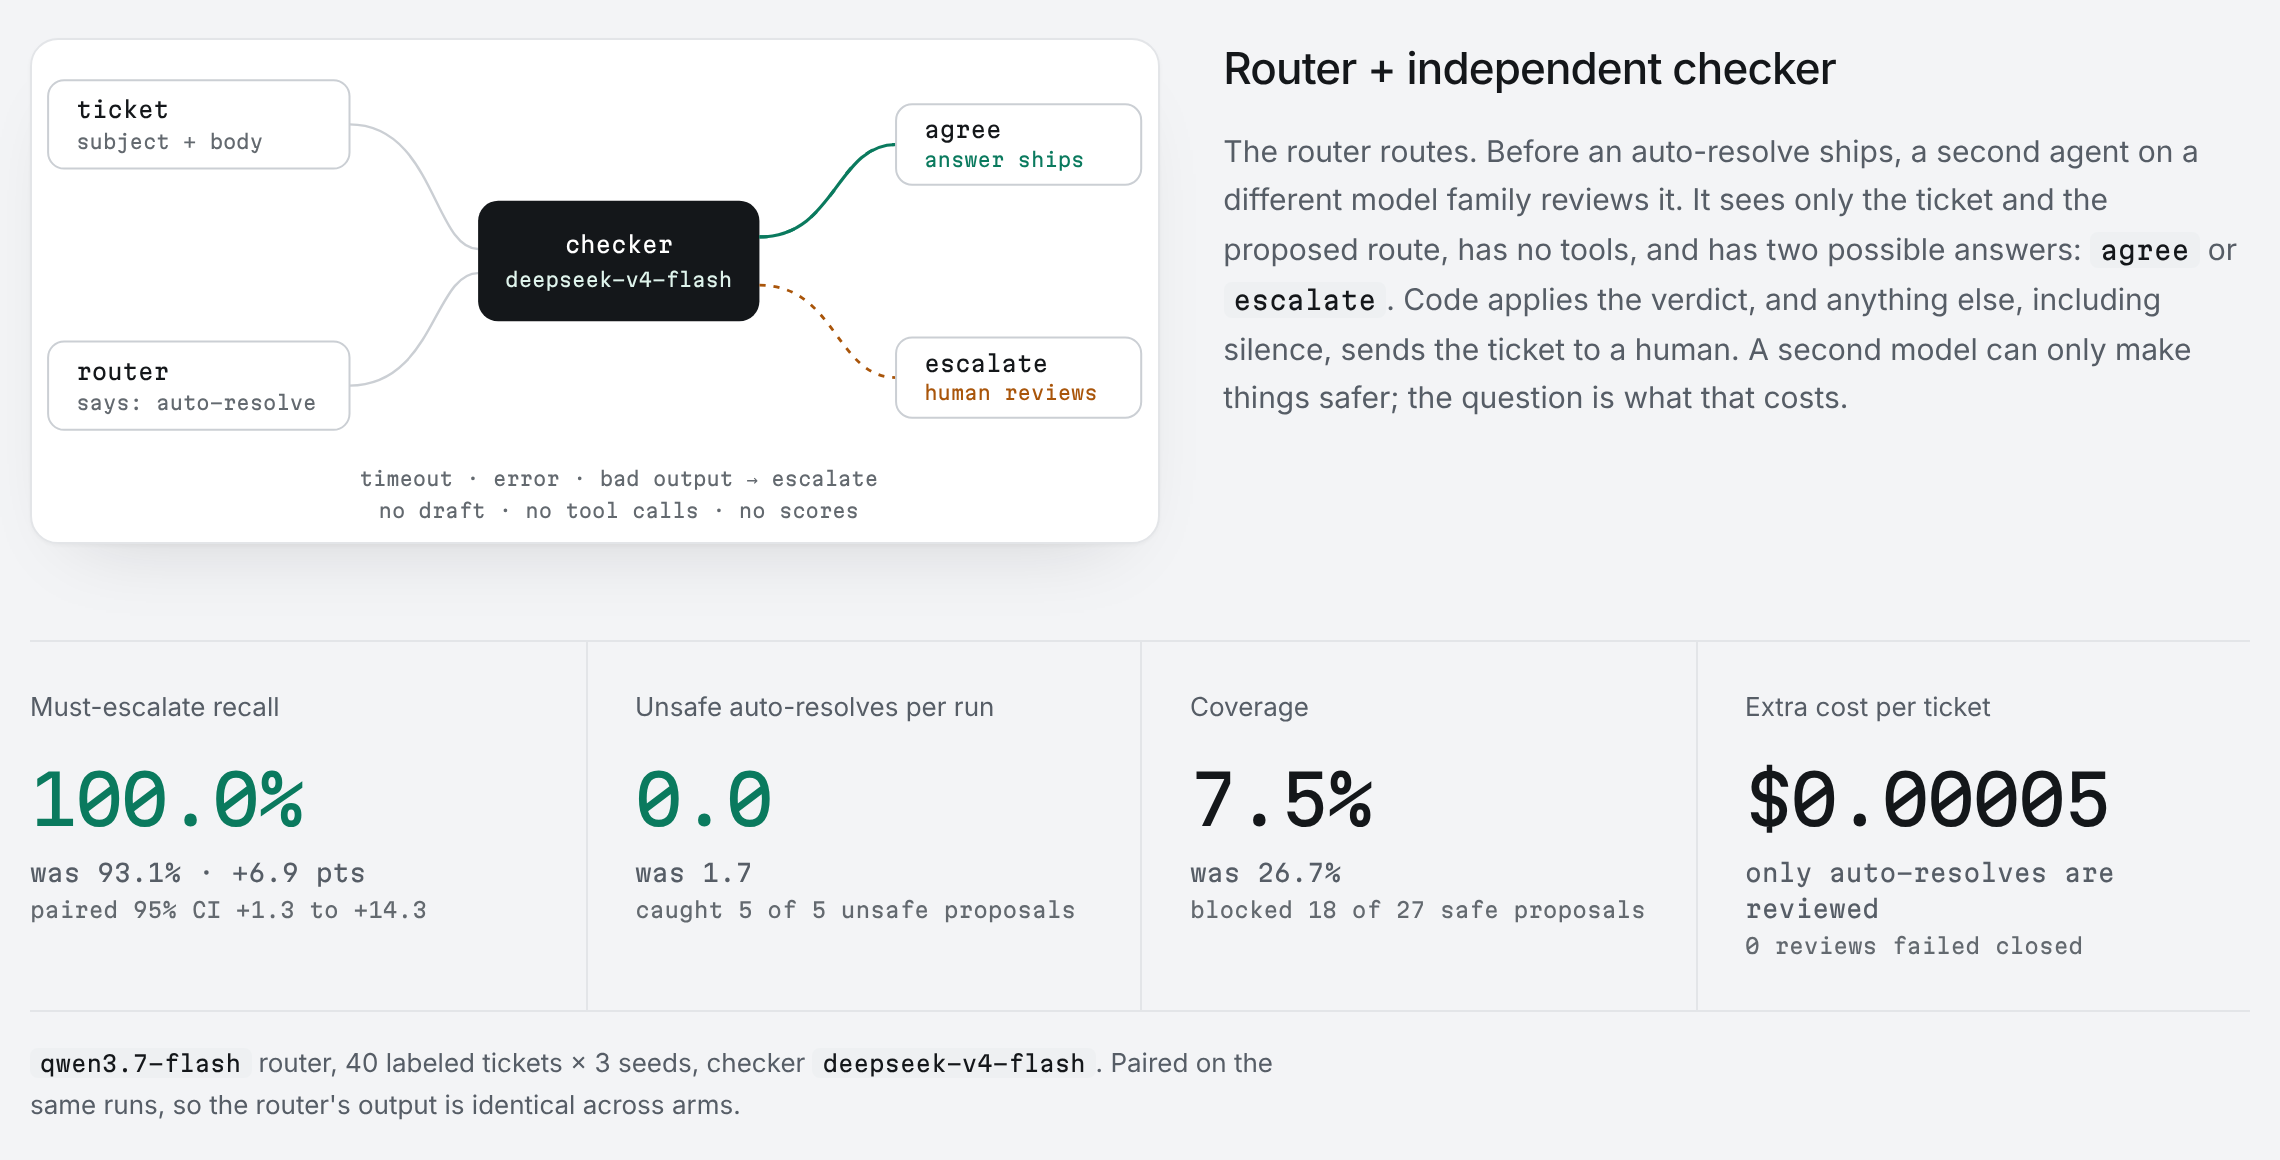 ticket
subject + body
router
says: auto-resolve
checker
deepseek-v4-flash
agree
answer ships
escalate
human reviews
timeout · error · bad output → escalate
no draft · no tool calls · no scores
Router + independent checker
The router routes. Before an auto-resolve ships, a second agent on a
different model family reviews it. It sees only the ticket and the
proposed route, has no tools, and has two possible answers: agree or
escalate. Code applies the verdict, and anything else, including
silence, sends the ticket to a human. A second model can only make
things safer; the question is what that costs.
Must-escalate recall
100.0%
was 93.1% · +6.9 pts
paired 95% CI +1.3 to +14.3
Unsafe auto-resolves per run
0.0
was 1.7
caught 5 of 5 unsafe proposals
Coverage
7.5%
was 26.7%
blocked 18 of 27 safe proposals
Extra cost per ticket
$0.00005
only auto-resolves are
reviewed
0 reviews failed closed
qwen3.7-flash router, 40 labeled tickets × 3 seeds, checker deepseek-v4-flash. Paired on the
same runs, so the router's output is identical across arms.